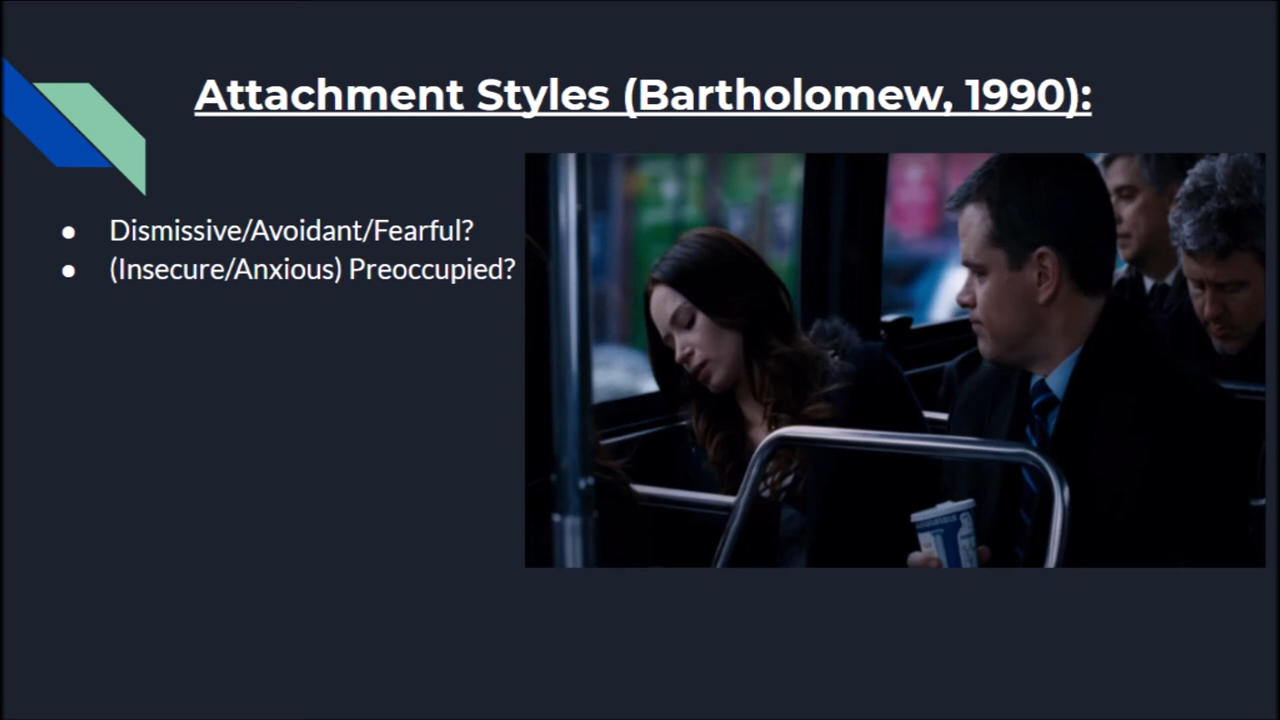 Attachment Styles (Bartholomew, 1990):
● Dismissive/Avoidant/Fearful?
● (Insecure/Anxious) Preoccupied?